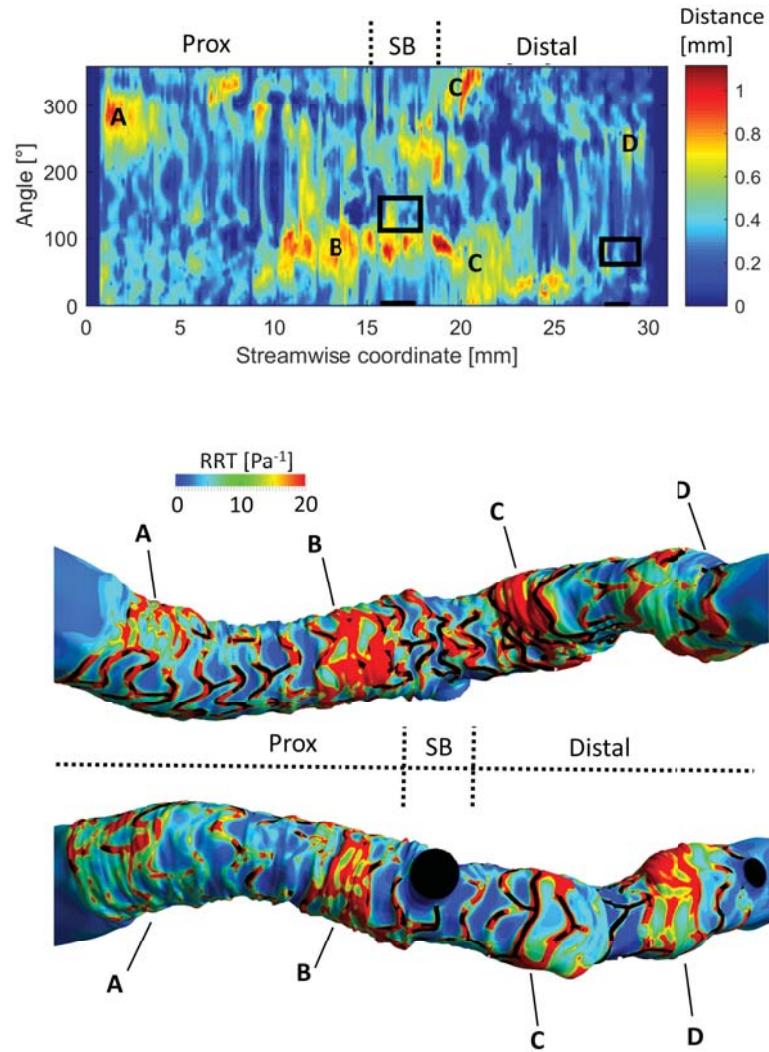 Distance
[mm]
Prox SB Distal
A
B
C
C
D
Angle [°]
300
200
100
0
0 5 10 15 20 25 30
Streamwise coordinate [mm]
1
0.8
0.6
0.4
0.2
0
RRT [Pa-1]
0 10 20
A
B
C
D
Prox SB Distal
A
B
C
D